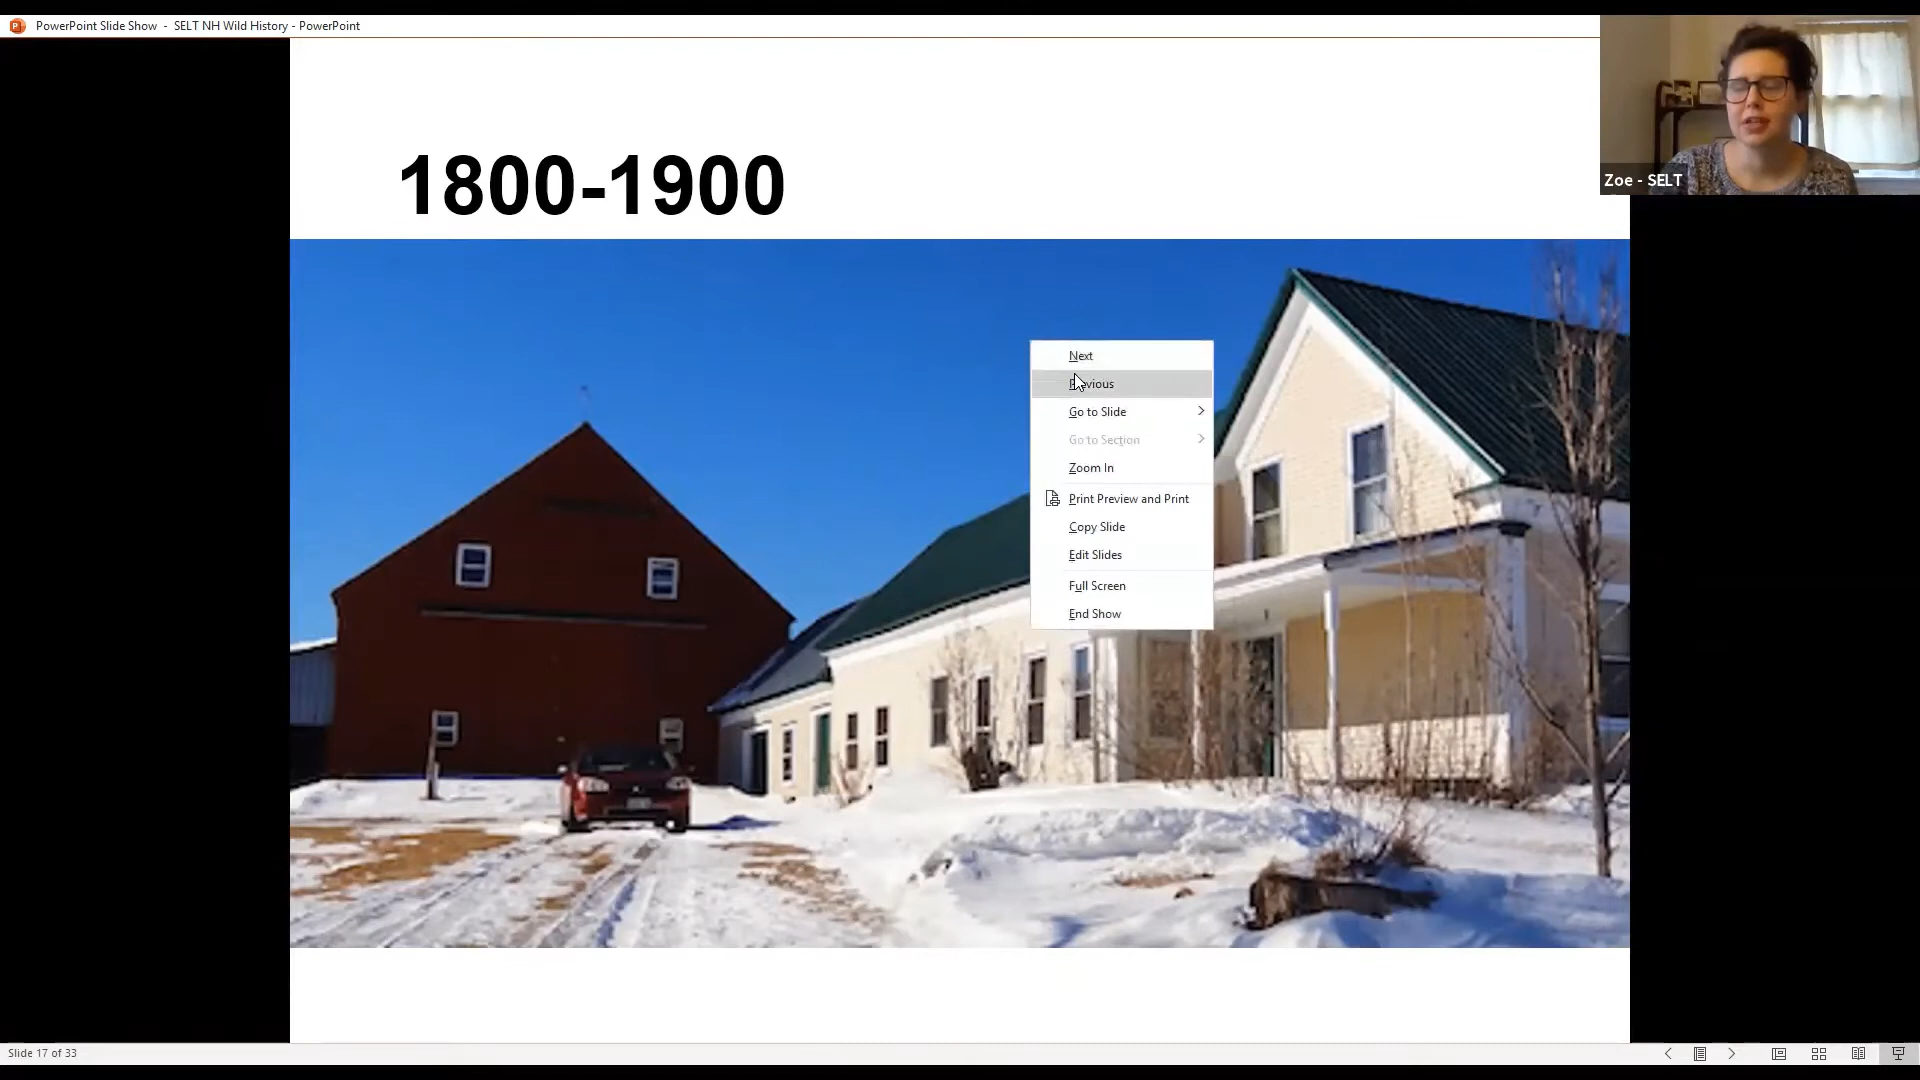 PowerPoint Slide Show - SELT NH Wild History - PowerPoint
Zoe - SELT
1800-1900
Next
Previous
Go to Slide
Go to Section
Zoom In
Print Preview and Print
Copy Slide
Edit Slides
Full Screen
End Show
Slide 17 of 33